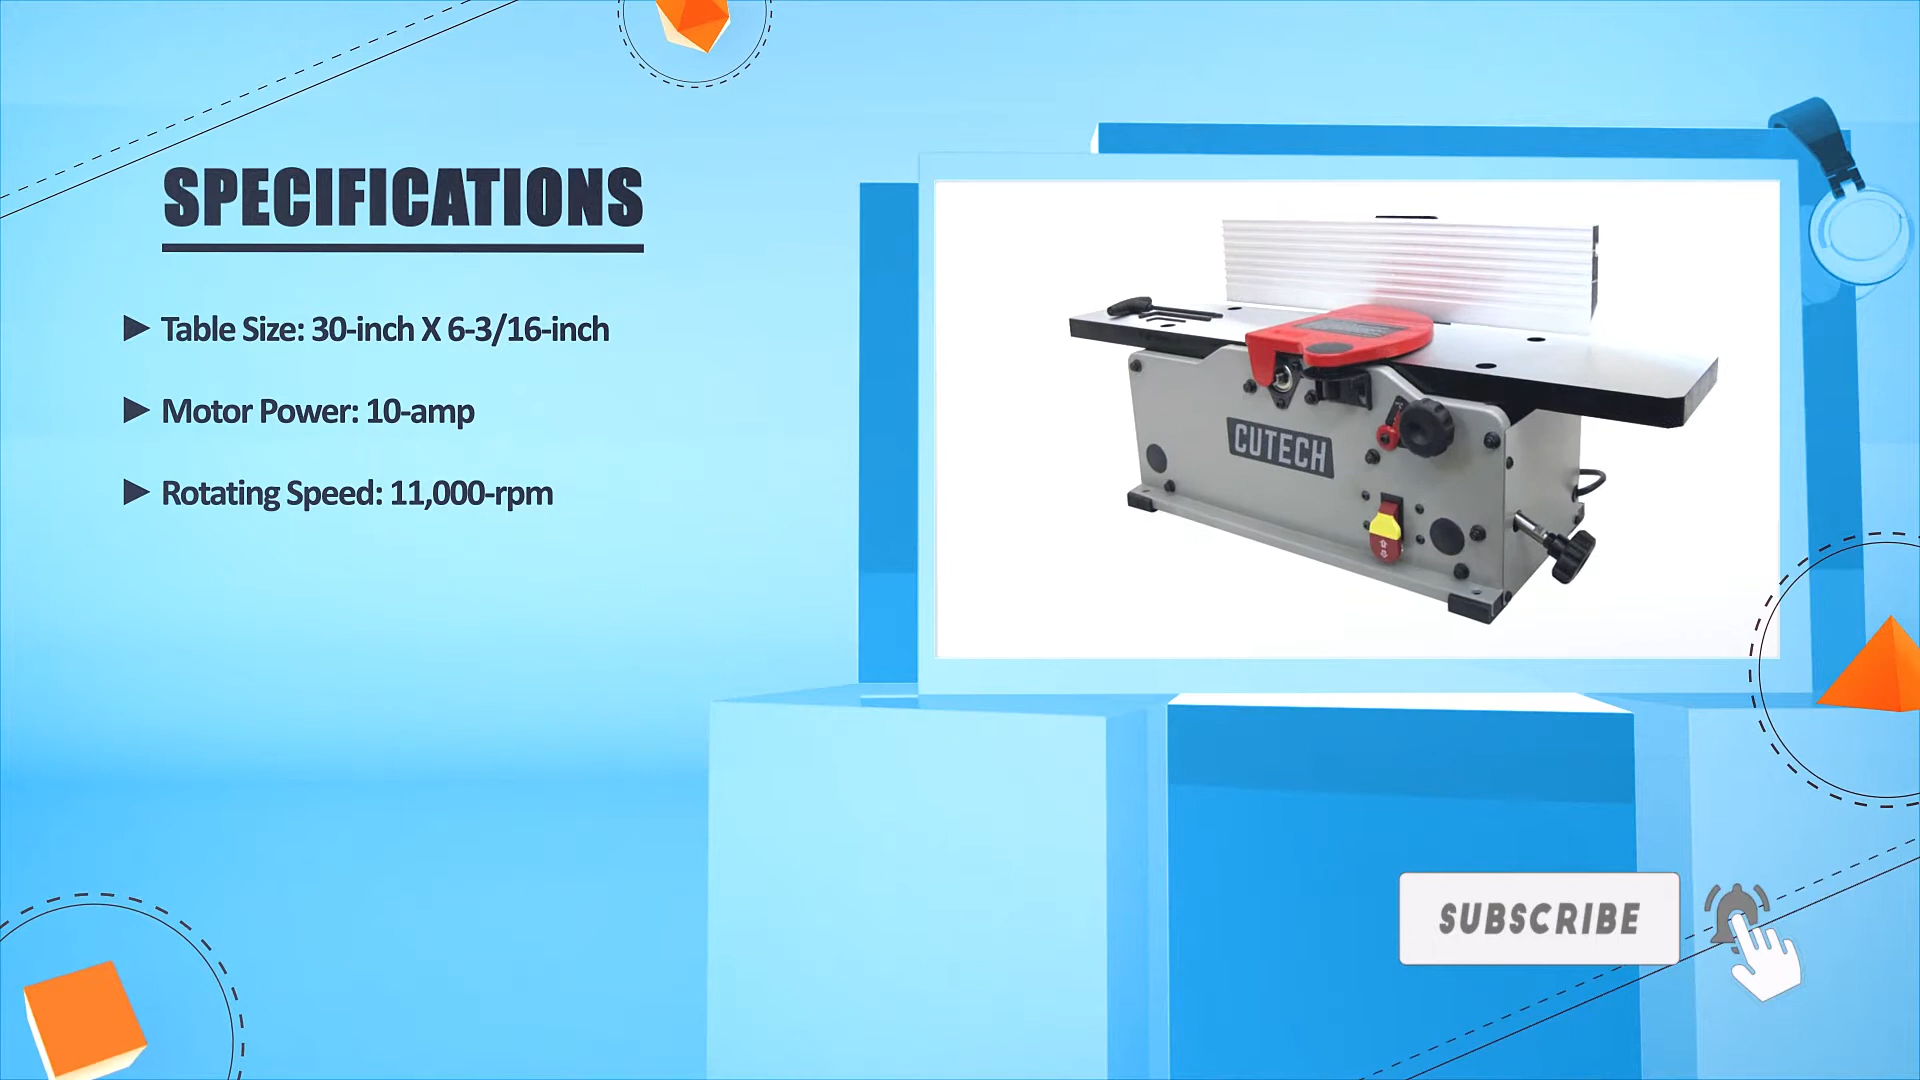 SPECIFICATIONS
► Table Size: 30-inch X 6-3/16-inch
► Motor Power: 10-amp
► Rotating Speed: 11,000-rpm
CUTECH
SUBSCRIBE